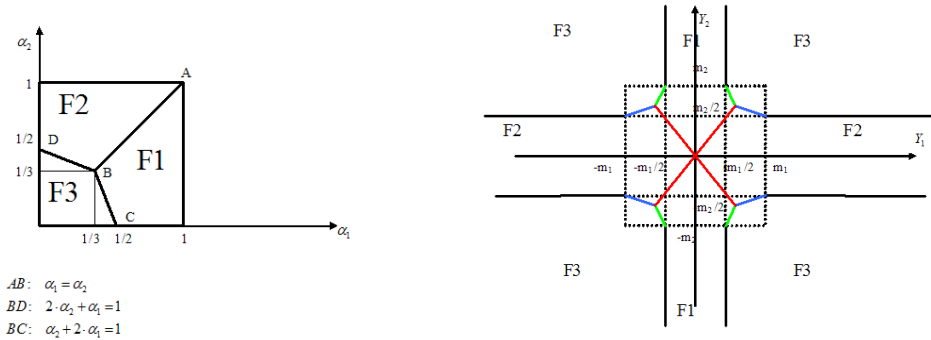 α₂
1
A
F2
F1
1/2
D
1/3
B
F3
C
1/3
1/2
1
α₁
AB: α₁=α₂
BD: 2·α₂+α₁=1
BC: α₂+2·α₁=1
F3
Y₂
F1
F3
m₂
m₂/2
F2
F2
Y₁
-m₁
-m₁/2
m₁/2
m₁
-m₂/2
-m₂
F3
F3
F1